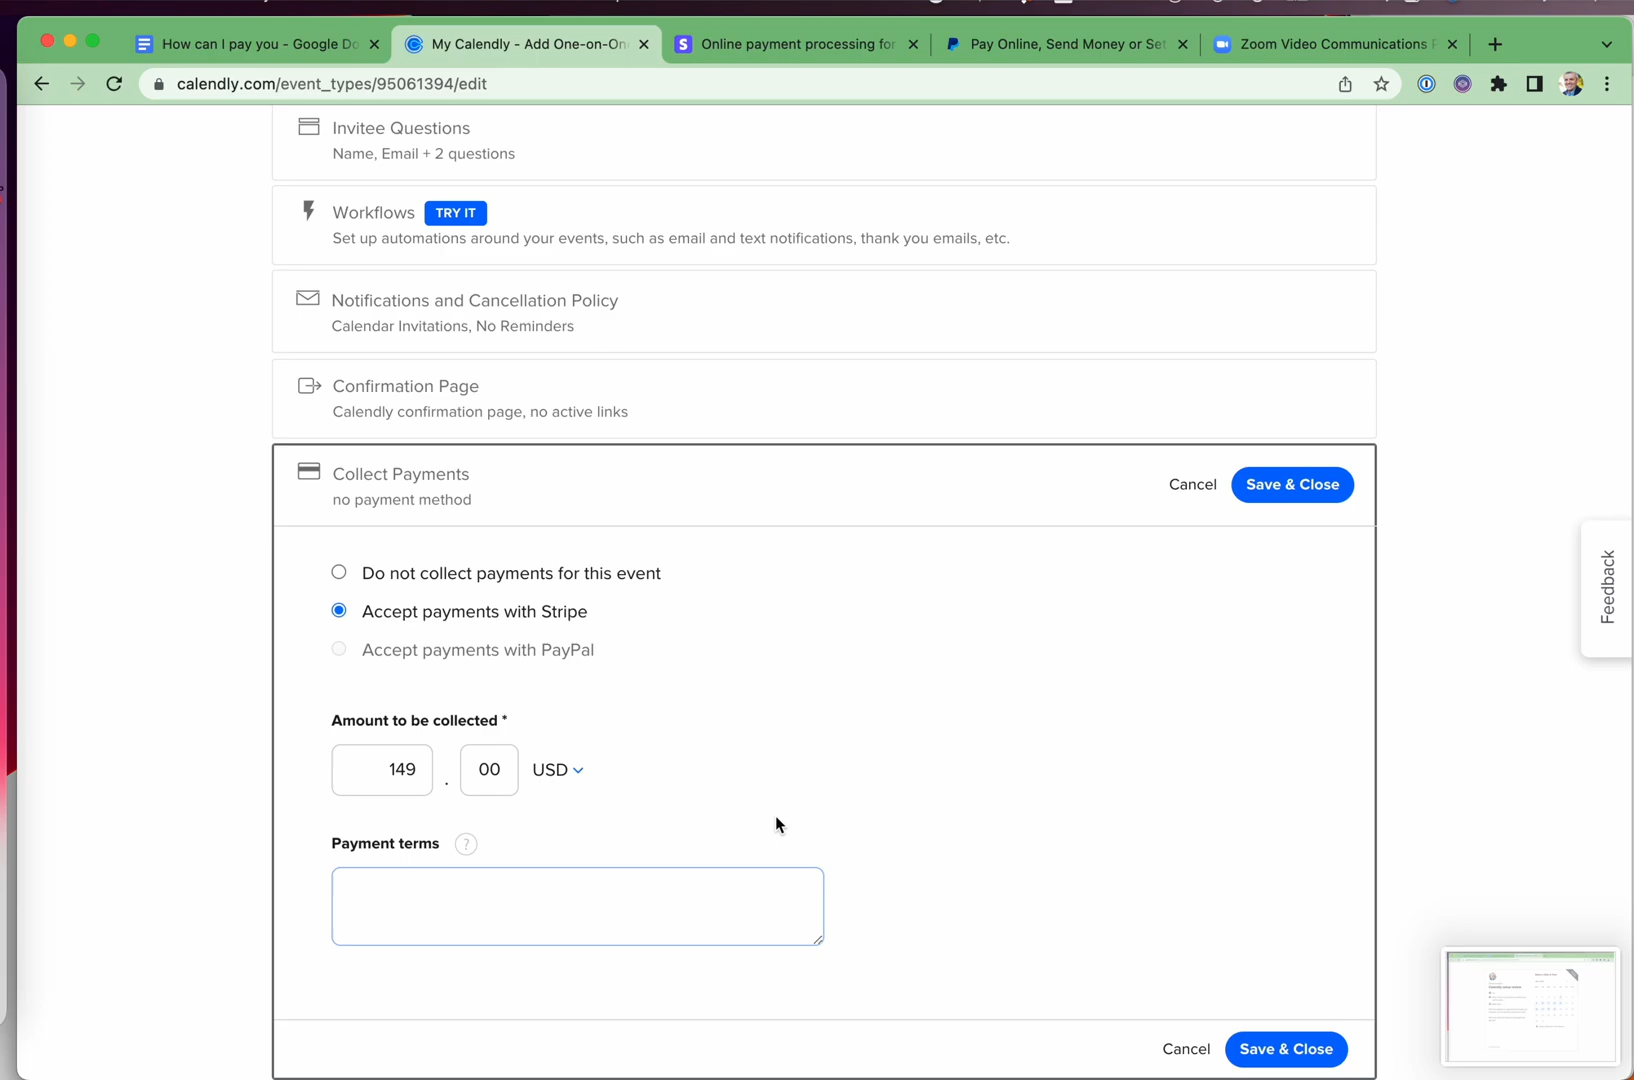 How can I pay you - Google Do
My Calendly - Add One-on-On
Online payment processing for
Pay Online, Send Money or Set
Zoom Video Communications
calendly.com/event_types/95061394/edit
Invitee Questions
Name, Email + 2 questions
Workflows TRY IT
Set up automations around your events, such as email and text notifications, thank you emails, etc.
Notifications and Cancellation Policy
Calendar Invitations, No Reminders
Confirmation Page
Calendly confirmation page, no active links
Collect Payments
no payment method
Cancel Save & Close
Do not collect payments for this event
Accept payments with Stripe
Accept payments with PayPal
Amount to be collected *
149 . 00 USD
Payment terms ?
Cancel Save & Close
Feedback